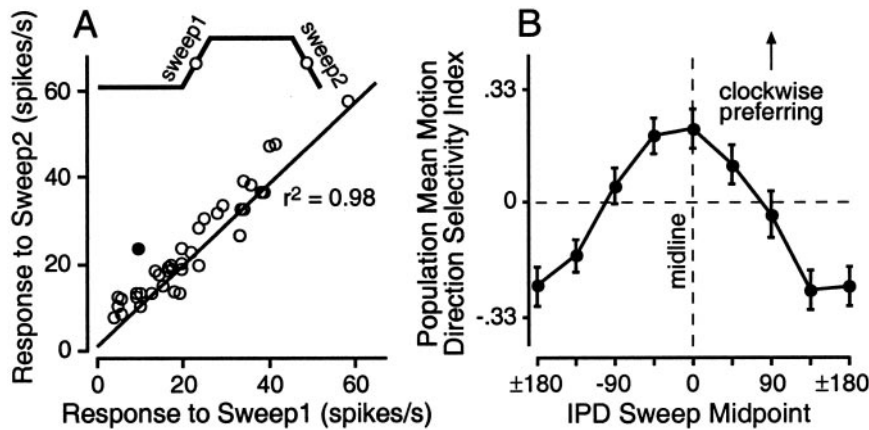 A
sweep1
sweep2
Response to Sweep2 (spikes/s)
60
40
20
0
r² = 0.98
0 20 40 60
Response to Sweep1 (spikes/s)
B
clockwise
preferring
Population Mean Motion
Direction Selectivity Index
.33
0
-.33
midline
±180 -90 0 90 ±180
IPD Sweep Midpoint